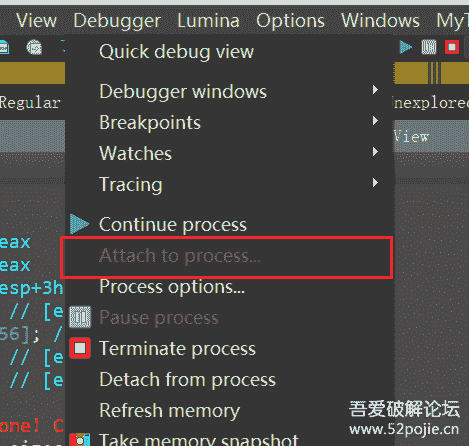 View Debugger Lumina Options Windows MyT
Quick debug view
Debugger windows
Regular
Unexplored
Breakpoints
View
Watches
Tracing
Continue process
eax
Attach to process...
eax
Process options...
esp+3h
// [e
Pause process
56]; /
Terminate process
// [e
Detach from process
// [e
Refresh memory
one! C
Take memory snapshot
吾爱破解论坛
www.52pojie.cn